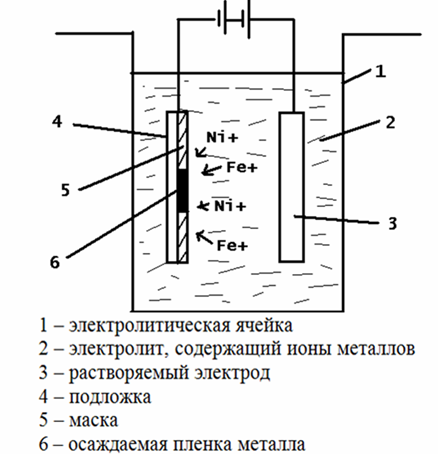 1
4
Ni+
2
Fe+
5
Ni+
3
6
Fe+
1 – электролитическая ячейка
2 – электролит, содержащий ионы металлов
3 – растворяемый электрод
4 – подложка
5 – маска
6 – осаждаемая пленка металла